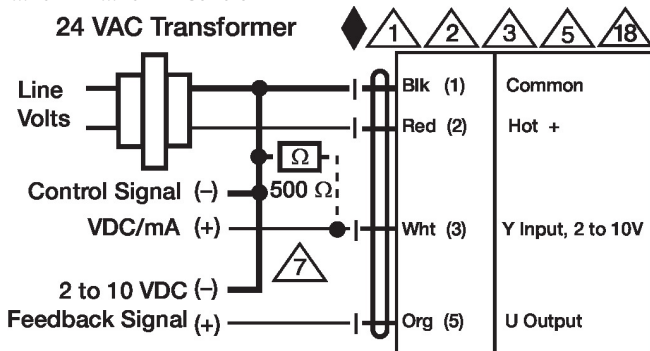 24 VAC Transformer
1 2 3 5 18
Line
Volts
Blk (1) Common
Red (2) Hot +
Ω
500 Ω
Control Signal (–)
VDC/mA (+)
Wht (3) Y Input, 2 to 10V
7
2 to 10 VDC (–)
Feedback Signal (+)
Org (5) U Output